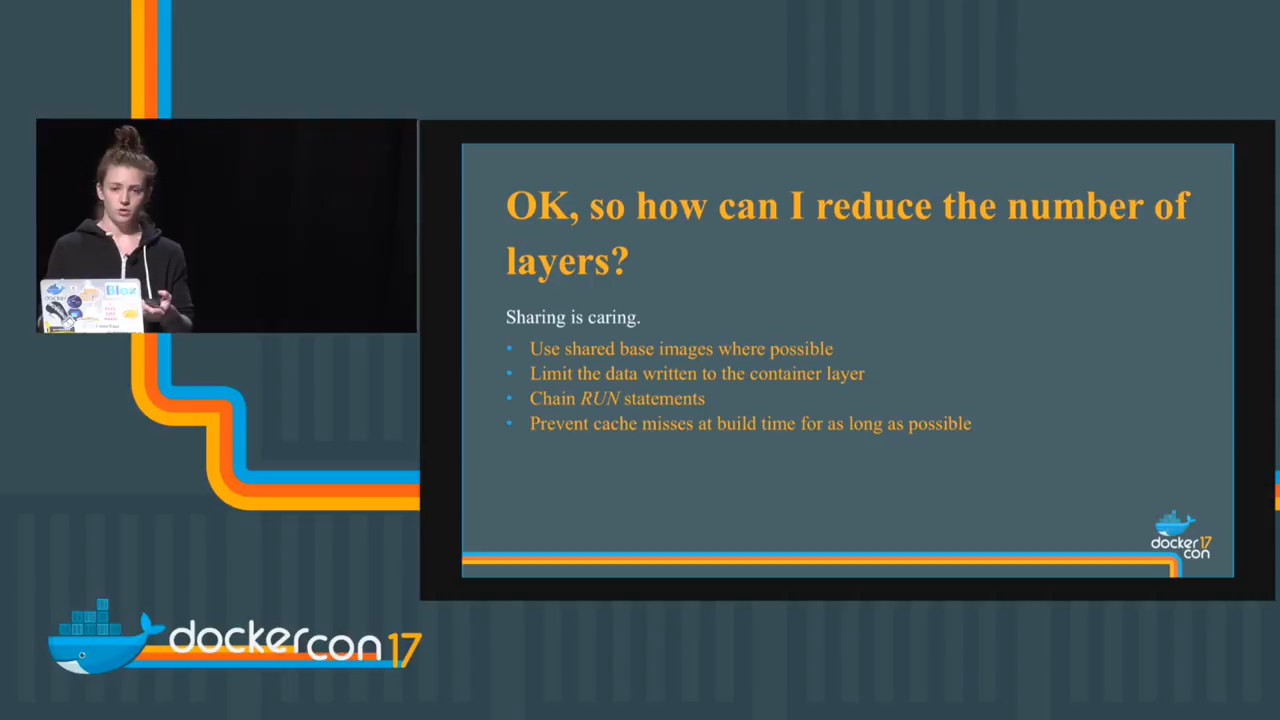 OK, so how can I reduce the number of
layers?
Sharing is caring.
• Use shared base images where possible
• Limit the data written to the container layer
• Chain RUN statements
• Prevent cache misses at build time for as long as possible
docker 17
con
docker
Blox
dockercon 17